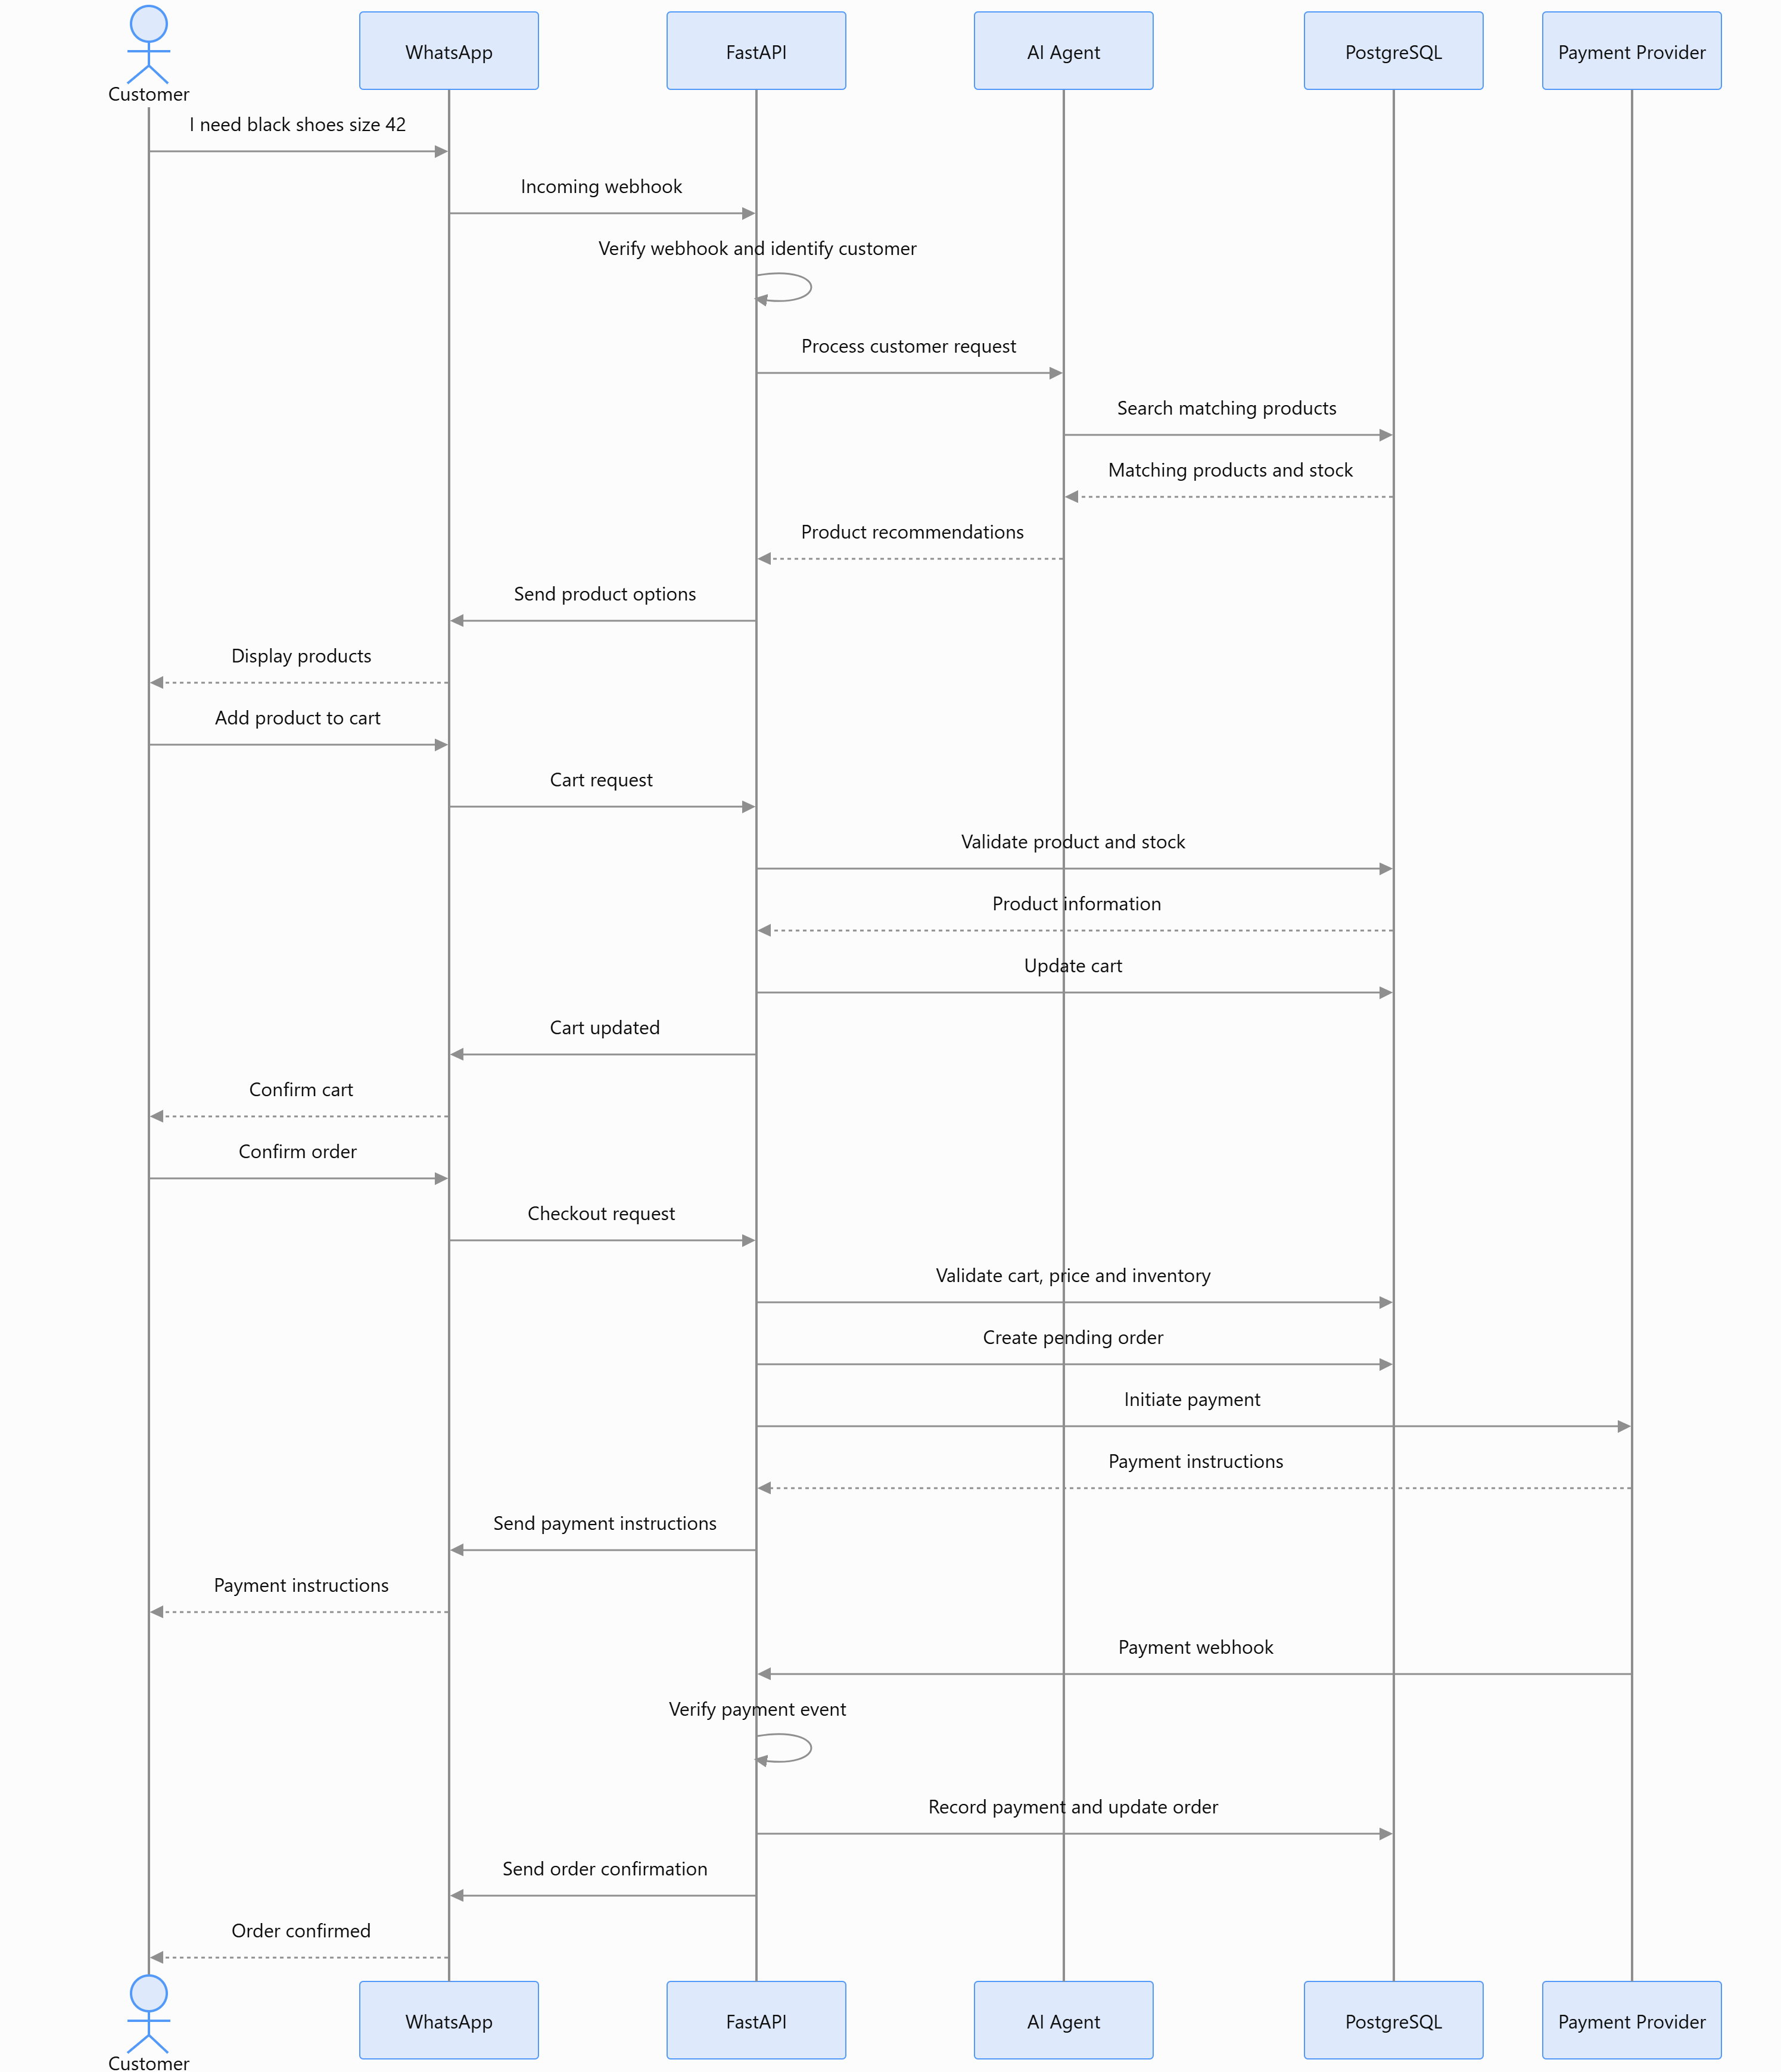 WhatsApp
FastAPI
AI Agent
PostgreSQL
Payment Provider
Customer
I need black shoes size 42
Incoming webhook
Verify webhook and identify customer
Process customer request
Search matching products
Matching products and stock
Product recommendations
Send product options
Display products
Add product to cart
Cart request
Validate product and stock
Product information
Update cart
Cart updated
Confirm cart
Confirm order
Checkout request
Validate cart, price and inventory
Create pending order
Initiate payment
Payment instructions
Send payment instructions
Payment instructions
Payment webhook
Verify payment event
Record payment and update order
Send order confirmation
Order confirmed
WhatsApp
FastAPI
AI Agent
PostgreSQL
Payment Provider
Customer